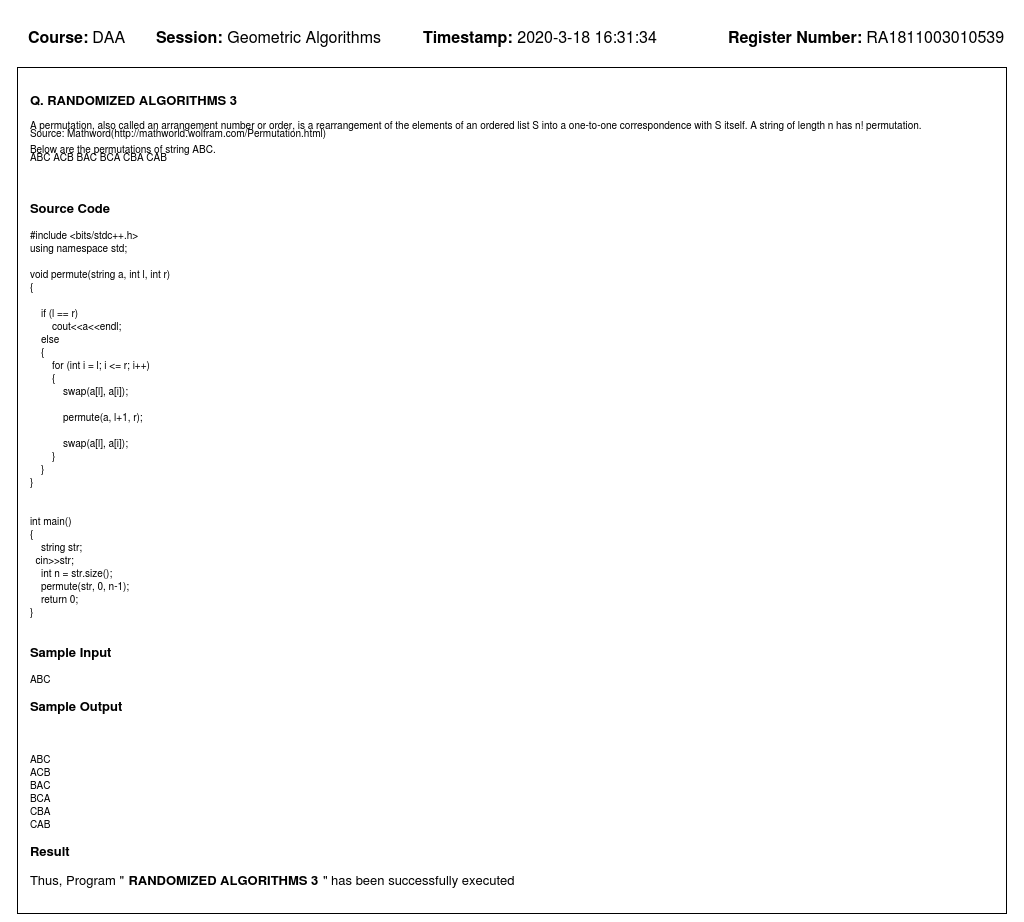 Course: DAA Session: Geometric Algorithms Timestamp: 2020-3-18 16:31:34 Register Number: RA1811003010539
Q. RANDOMIZED ALGORITHMS 3
A permutation, also called an arrangement number or order, is a rearrangement of the elements of an ordered list S into a one-to-one correspondence with S itself. A string of length n has n! permutation.
Source: Mathword(http://mathworld.wolfram.com/Permutation.html)
Below are the permutations of string ABC.
ABC ACB BAC BCA CBA CAB
Source Code
#include <bits/stdc++.h>
using namespace std;
void permute(string a, int l, int r)
{
if (l == r)
cout<<a<<endl;
else
{
for (int i = l; i <= r; i++)
{
swap(a[l], a[i]);
permute(a, l+1, r);
swap(a[l], a[i]);
}
}
}
int main()
{
string str;
cin>>str;
int n = str.size();
permute(str, 0, n-1);
return 0;
}
Sample Input
ABC
Sample Output
ABC
ACB
BAC
BCA
CBA
CAB
Result
Thus, Program " RANDOMIZED ALGORITHMS 3 " has been successfully executed